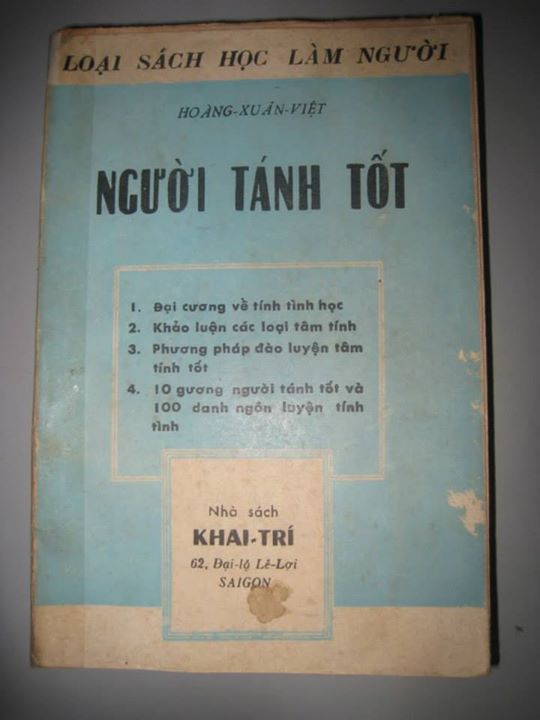 LOẠI SÁCH HỌC LÀM NGƯỜI
HOÀNG-XUÂN-VIỆT
NGƯỜI TÁNH TỐT
1. Đại cương về tính tình học
2. Khảo luận các loại tâm tính
3. Phương pháp đào luyện tâm
tính tốt
4. 10 gương người tánh tốt và
100 danh ngôn luyện tính
tình
Nhà sách
KHAI-TRÍ
62, Đại-lộ Lê-Lợi
SAIGON